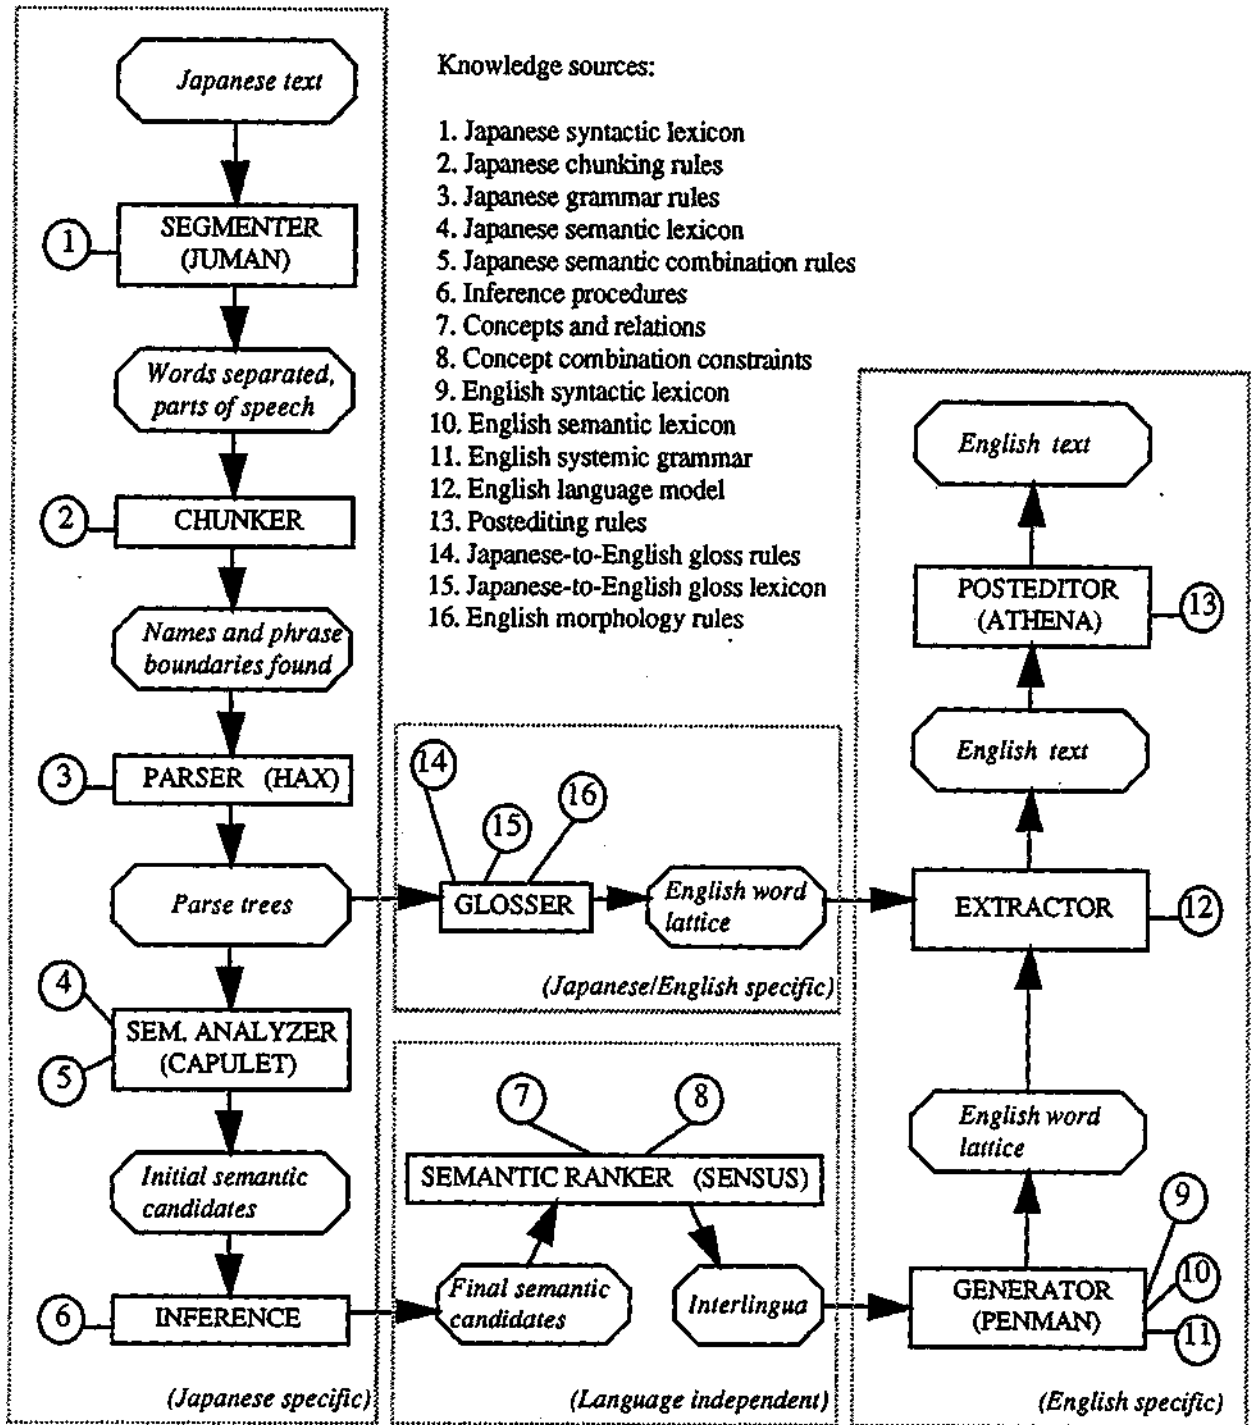 Japanese text
SEGMENTER
(JUMAN)
1
Words separated,
parts of speech
2
CHUNKER
Names and phrase
boundaries found
3
PARSER (HAX)
Parse trees
4
SEM. ANALYZER
(CAPULET)
5
Initial semantic
candidates
6
INFERENCE
(Japanese specific)
Knowledge sources:
1. Japanese syntactic lexicon
2. Japanese chunking rules
3. Japanese grammar rules
4. Japanese semantic lexicon
5. Japanese semantic combination rules
6. Inference procedures
7. Concepts and relations
8. Concept combination constraints
9. English syntactic lexicon
10. English semantic lexicon
11. English systemic grammar
12. English language model
13. Postediting rules
14. Japanese-to-English gloss rules
15. Japanese-to-English gloss lexicon
16. English morphology rules
14
15
16
GLOSSER
English word
lattice
(Japanese/English specific)
7
8
SEMANTIC RANKER (SENSUS)
Final semantic
candidates
Interlingua
(Language independent)
English text
POSTEDITOR
(ATHENA)
13
English text
EXTRACTOR
12
English word
lattice
9
GENERATOR
(PENMAN)
10
11
(English specific)